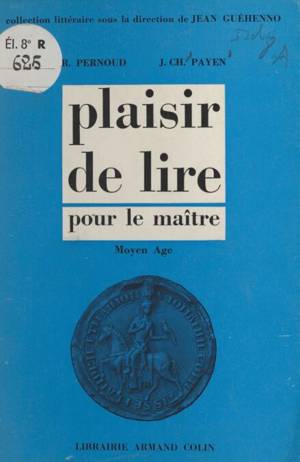 collection littéraire sous la direction de JEAN GUÉHENNO
Él. 8° R
626
R. PERNOUD J. CH. PAYEN
plaisir
de lire
pour le maître
Moyen Age
LIBRAIRIE ARMAND COLIN